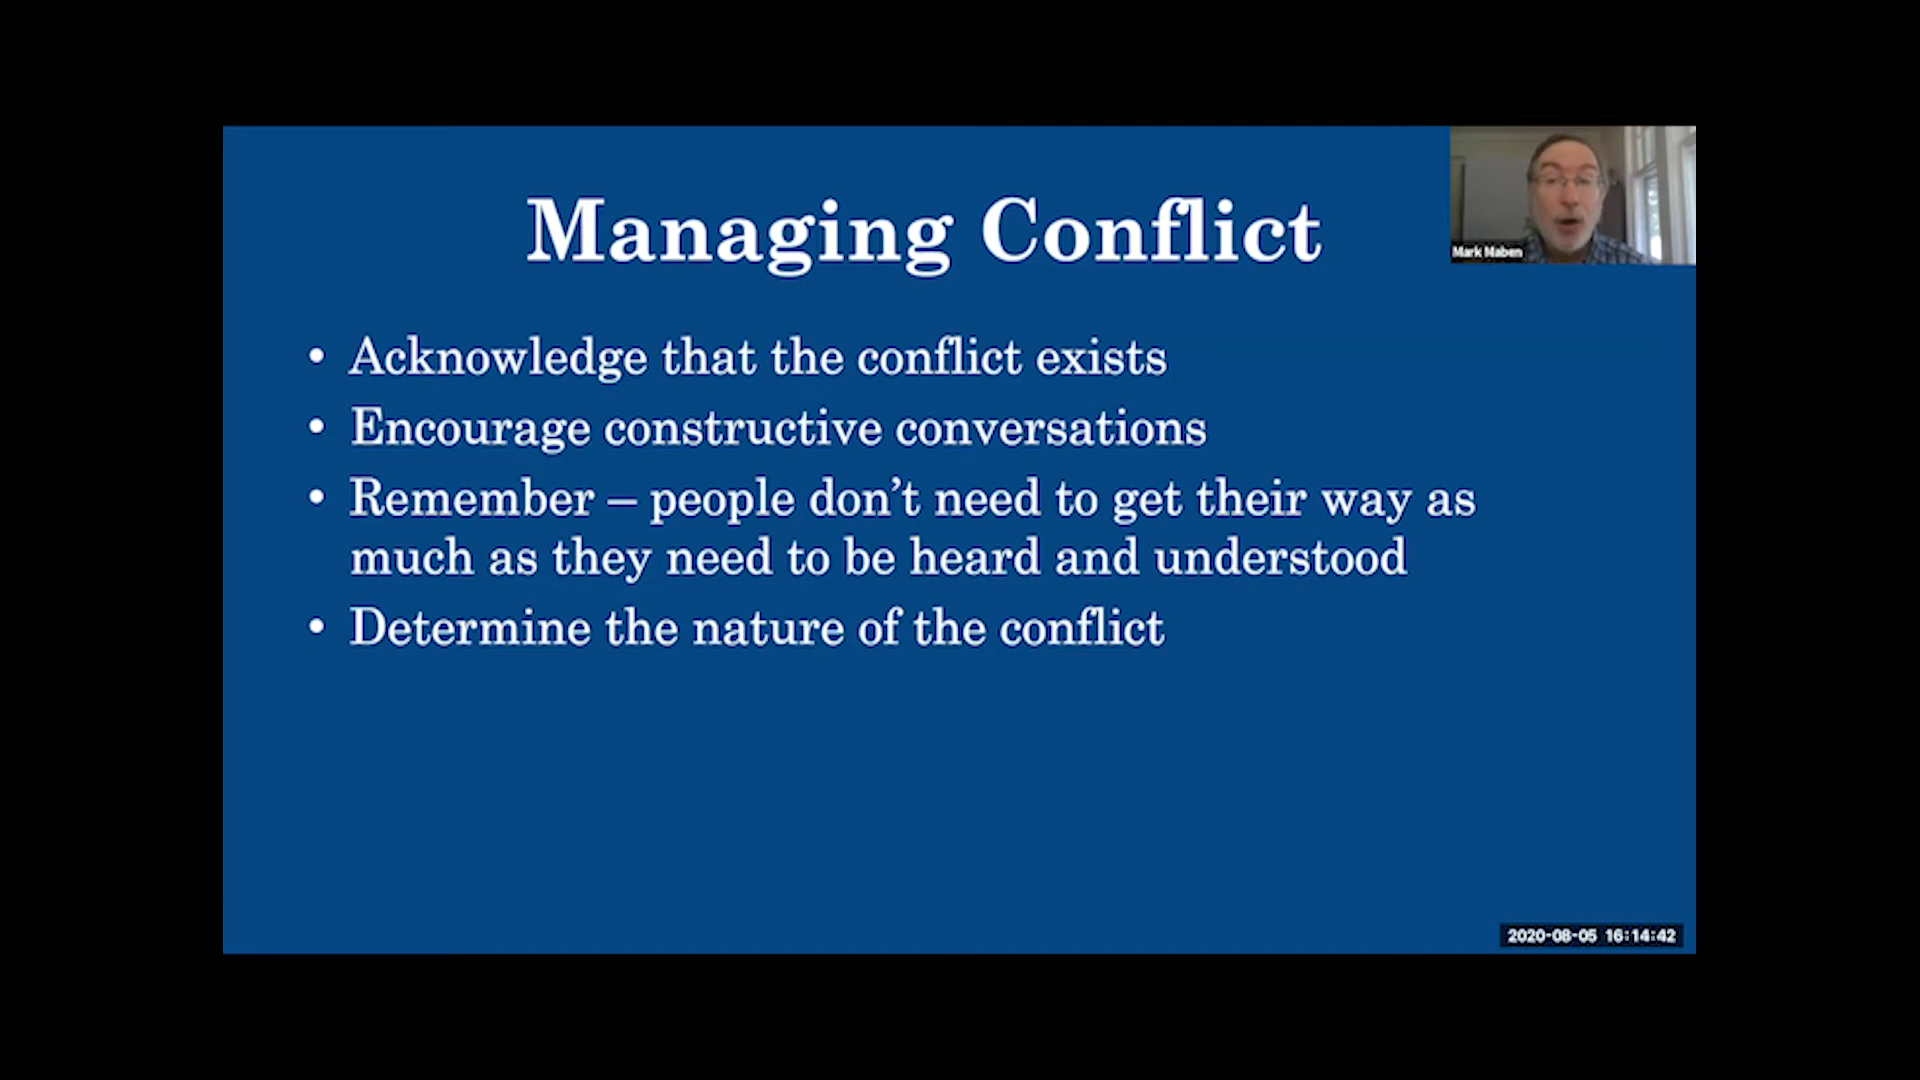 Managing Conflict
Mark Maben
• Acknowledge that the conflict exists
• Encourage constructive conversations
• Remember – people don’t need to get their way as
much as they need to be heard and understood
• Determine the nature of the conflict
2020-08-05 16:14:42